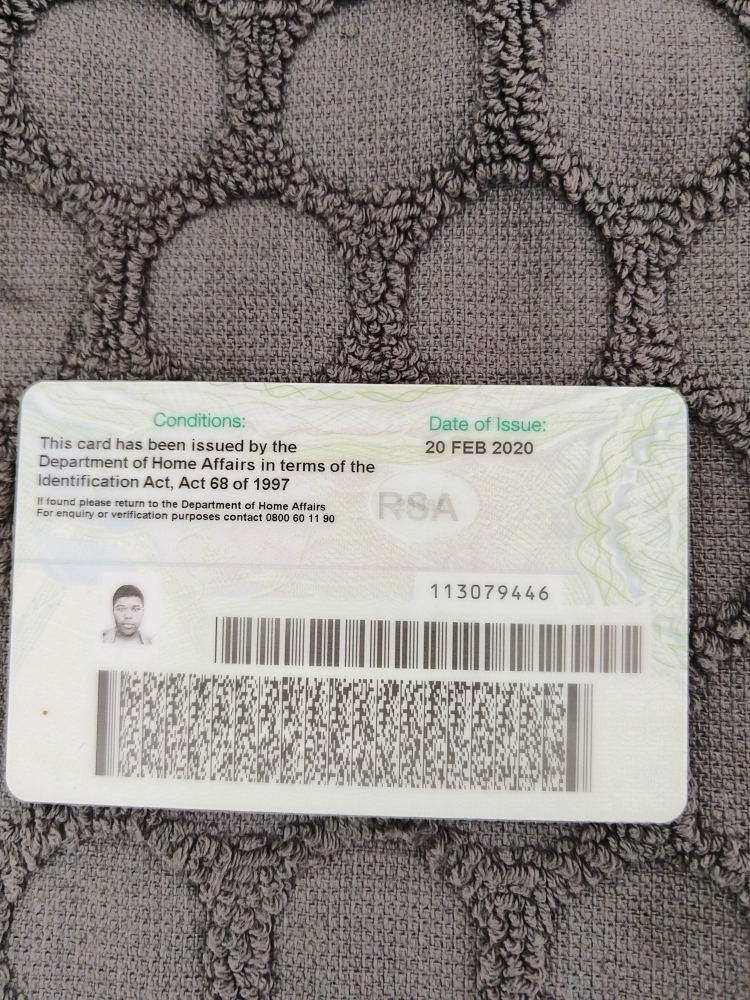 Conditions:
This card has been issued by the
Department of Home Affairs in terms of the
Identification Act, Act 68 of 1997
If found please return to the Department of Home Affairs
For enquiry or verification purposes contact 0800 60 11 90
Date of Issue:
20 FEB 2020
RSA
113079446